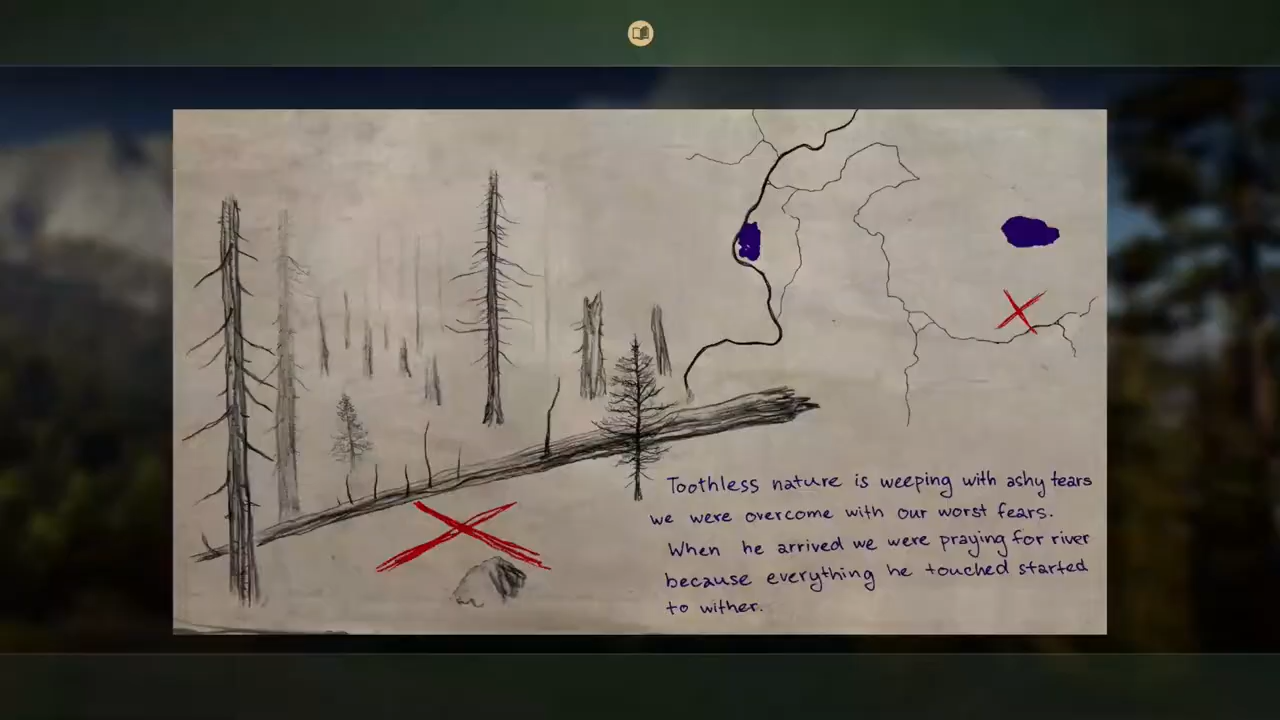 Toothless nature is weeping with ashy tears
we were overcome with our worst fears.
When he arrived we were praying for river
because everything he touched started
to wither.